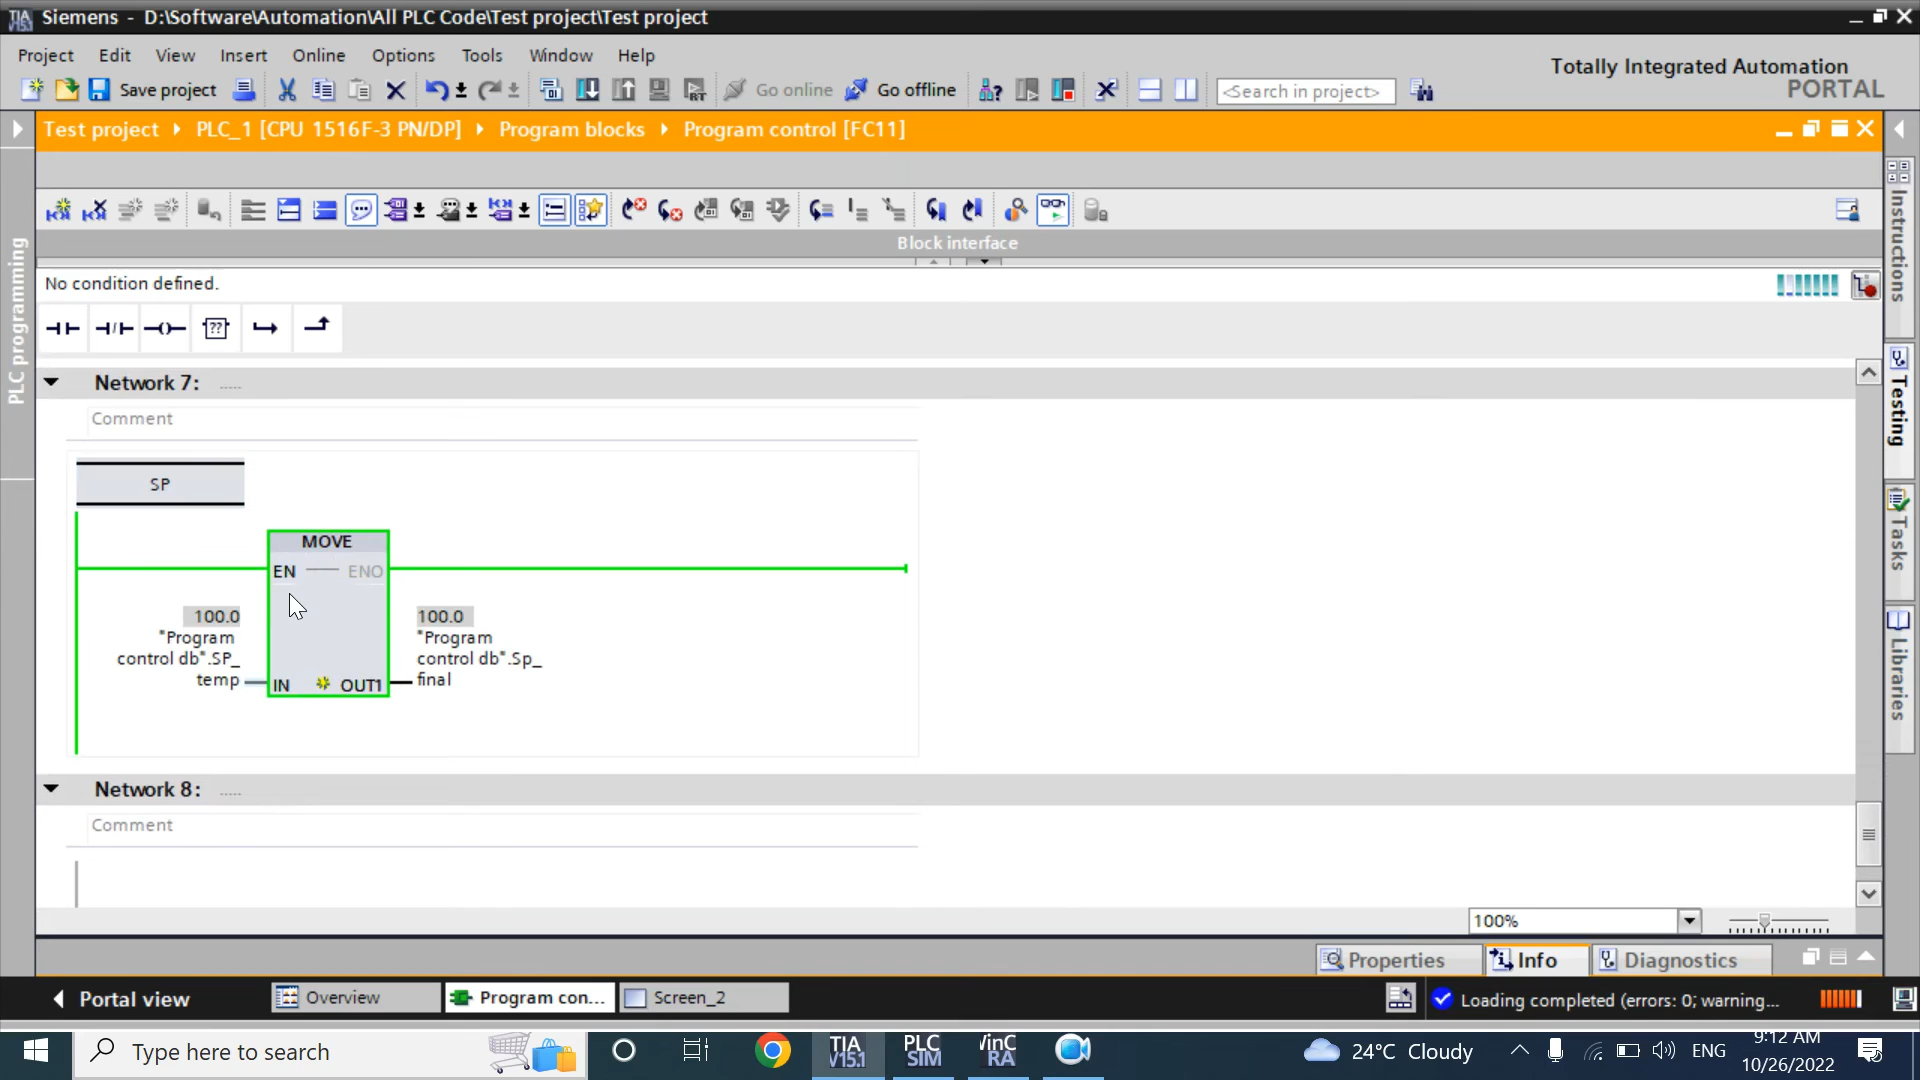 TIA V15.1 Siemens - D:\Software\Automation\All PLC Code\Test project\Test project
Project Edit View Insert Online Options Tools Window Help
Totally Integrated Automation
PORTAL
Save project Go online Go offline <Search in project>
Test project PLC_1 [CPU 1516F-3 PN/DP] Program blocks Program control [FC11]
Block interface
No condition defined.
??
Network 7: .....
Comment
SP
MOVE
EN ENO
100.0
"Program
control db".SP_
temp
IN OUT1
100.0
"Program
control db".Sp_
final
Network 8: .....
Comment
100%
Properties Info Diagnostics
PLC programming
Instructions
Testing
Tasks
Libraries
Portal view Overview Program con... Screen_2 Loading completed (errors: 0; warning...
Type here to search
TIA
V15.1
PLC
SIM
VinC
RA
24°C Cloudy
ENG
9:12 AM
10/26/2022